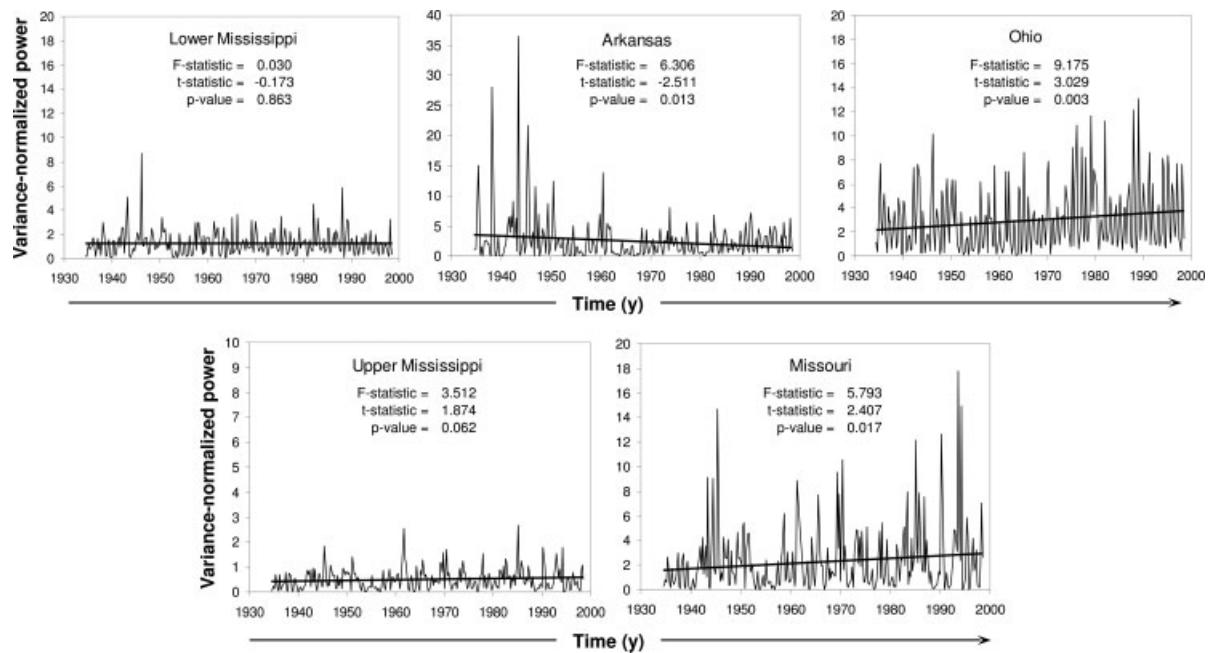 Lower Mississippi
F-statistic = 0.030
t-statistic = -0.173
p-value = 0.863
Variance-normalized power
20
18
16
14
12
10
8
6
4
2
0
1930 1940 1950 1960 1970 1980 1990 2000
Arkansas
F-statistic = 6.306
t-statistic = -2.511
p-value = 0.013
40
35
30
25
20
15
10
5
0
1930 1940 1950 1960 1970 1980 1990 2000
Ohio
F-statistic = 9.175
t-statistic = 3.029
p-value = 0.003
20
18
16
14
12
10
8
6
4
2
0
1930 1940 1950 1960 1970 1980 1990 2000
Time (y)
Upper Mississippi
F-statistic = 3.512
t-statistic = 1.874
p-value = 0.062
Variance-normalized power
10
9
8
7
6
5
4
3
2
1
0
1930 1940 1950 1960 1970 1980 1990 2000
Missouri
F-statistic = 5.793
t-statistic = 2.407
p-value = 0.017
20
18
16
14
12
10
8
6
4
2
0
1930 1940 1950 1960 1970 1980 1990 2000
Time (y)